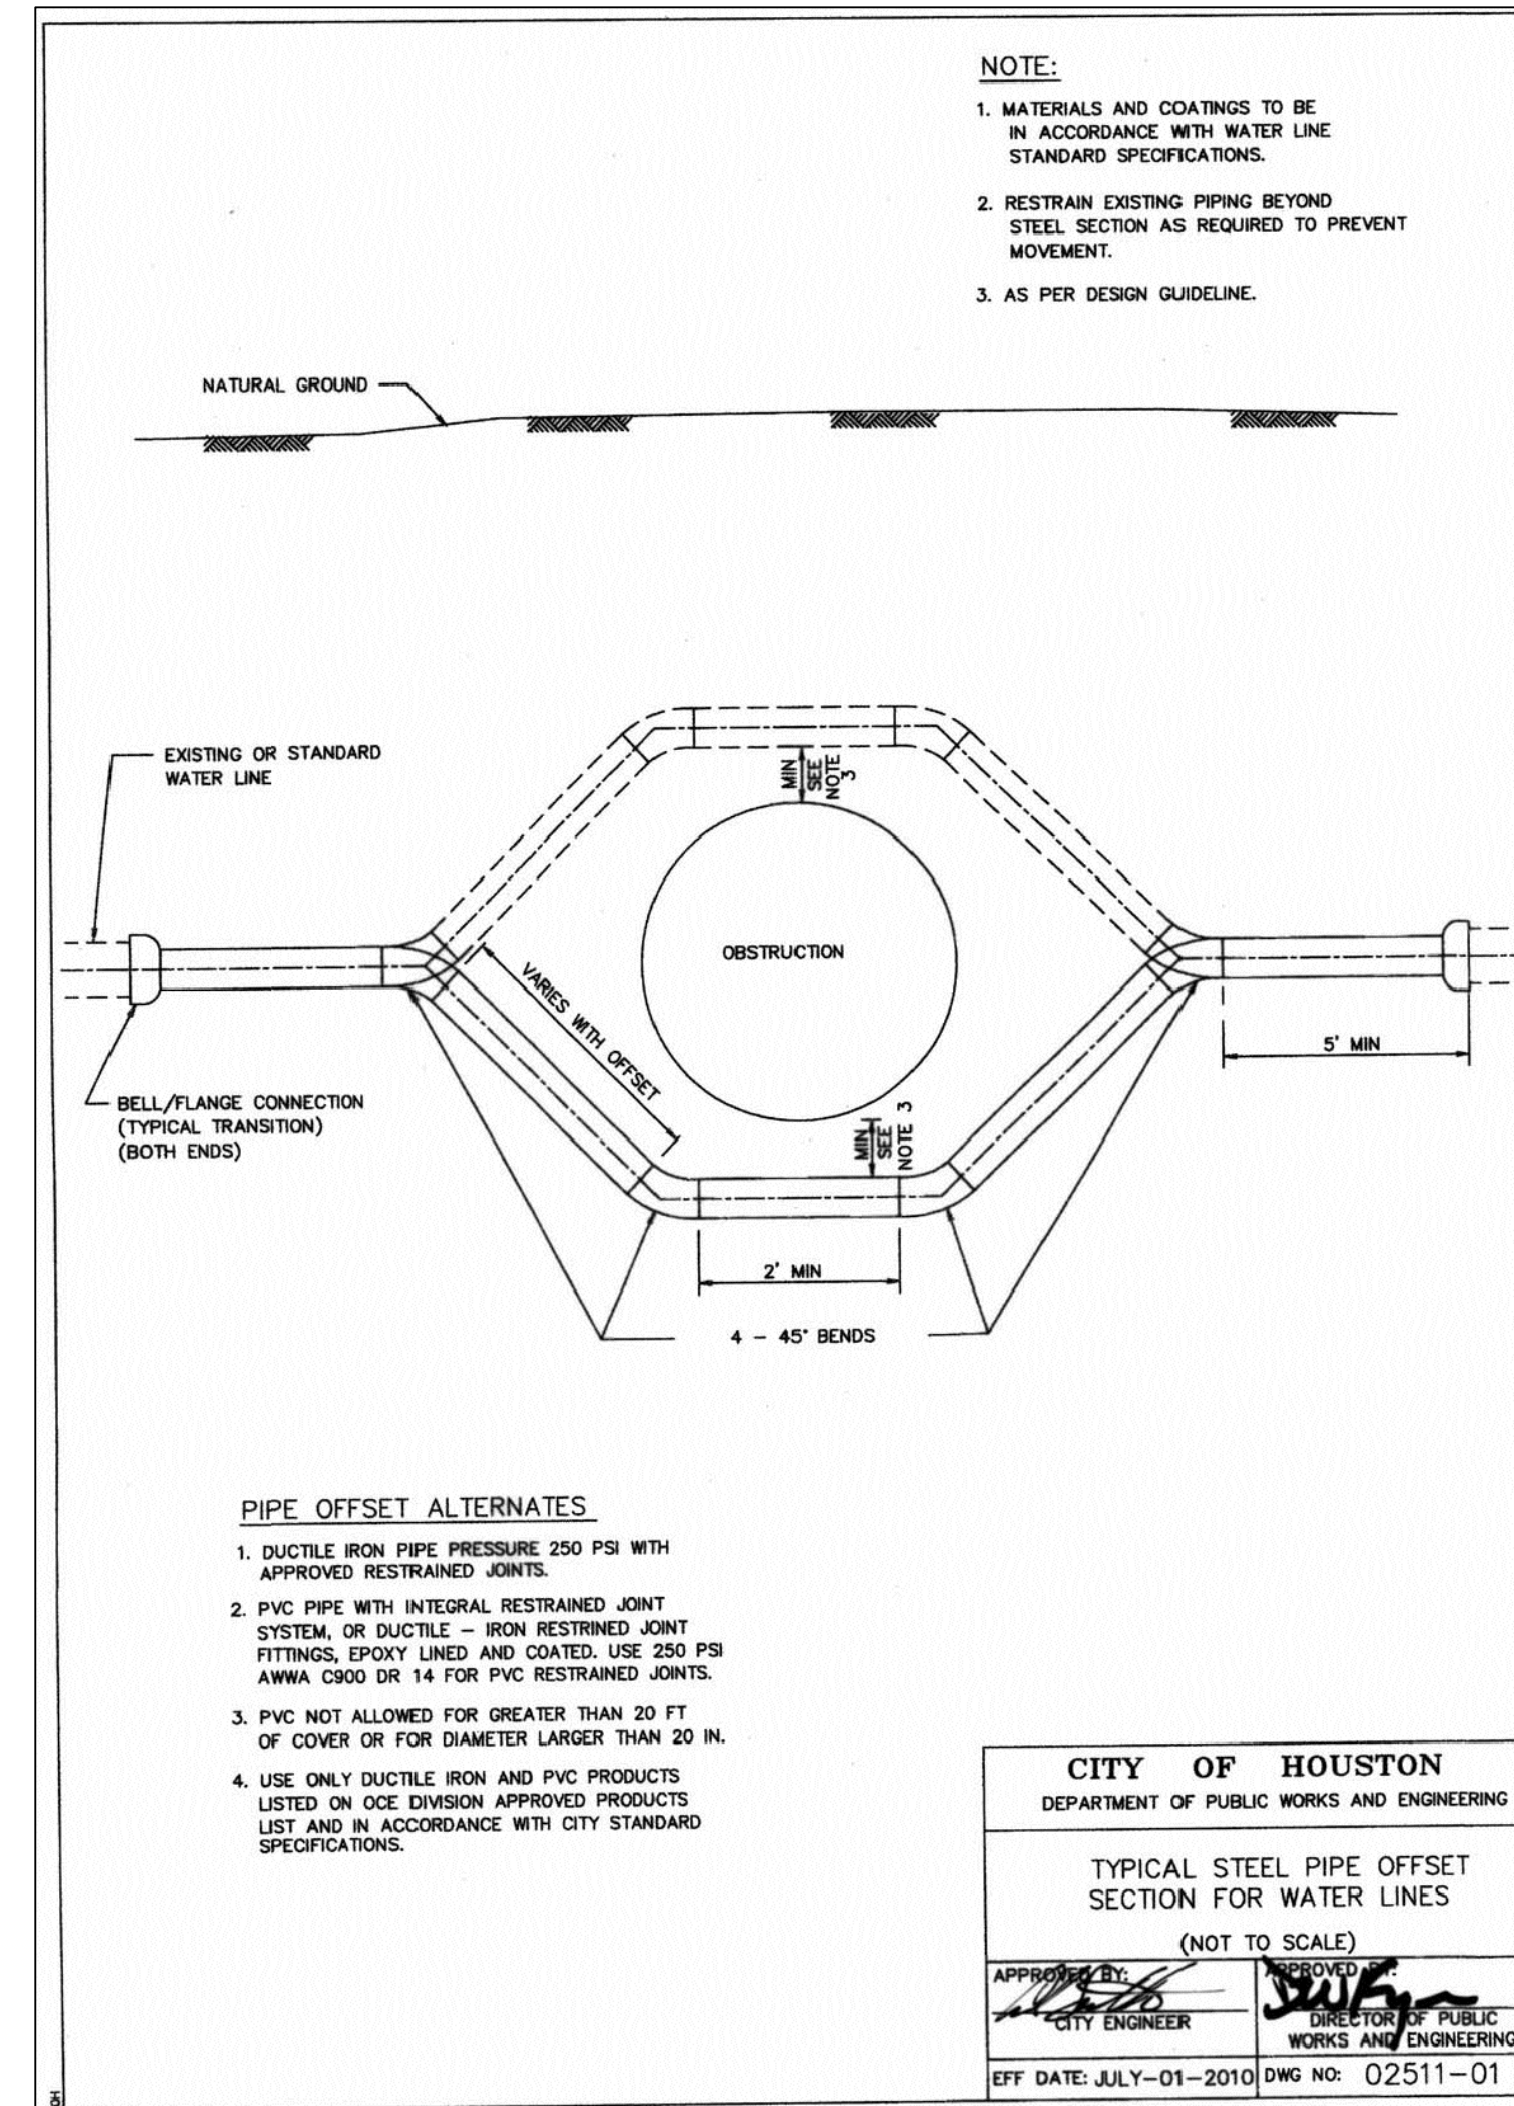 NOTE:
1. MATERIALS AND COATINGS TO BE
IN ACCORDANCE WITH WATER LINE
STANDARD SPECIFICATIONS.
2. RESTRAIN EXISTING PIPING BEYOND
STEEL SECTION AS REQUIRED TO PREVENT
MOVEMENT.
3. AS PER DESIGN GUIDELINE.
NATURAL GROUND
EXISTING OR STANDARD
WATER LINE
MIN
SEE
NOTE
3
OBSTRUCTION
VARIES WITH OFFSET
5' MIN
BELL/FLANGE CONNECTION
(TYPICAL TRANSITION)
(BOTH ENDS)
MIN
SEE
NOTE 3
2' MIN
4 – 45° BENDS
PIPE OFFSET ALTERNATES
1. DUCTILE IRON PIPE PRESSURE 250 PSI WITH
APPROVED RESTRAINED JOINTS.
2. PVC PIPE WITH INTEGRAL RESTRAINED JOINT
SYSTEM, OR DUCTILE – IRON RESTRINED JOINT
FITTINGS, EPOXY LINED AND COATED. USE 250 PSI
AWWA C900 DR 14 FOR PVC RESTRAINED JOINTS.
3. PVC NOT ALLOWED FOR GREATER THAN 20 FT
OF COVER OR FOR DIAMETER LARGER THAN 20 IN.
4. USE ONLY DUCTILE IRON AND PVC PRODUCTS
LISTED ON OCE DIVISION APPROVED PRODUCTS
LIST AND IN ACCORDANCE WITH CITY STANDARD
SPECIFICATIONS.
CITY OF HOUSTON
DEPARTMENT OF PUBLIC WORKS AND ENGINEERING
TYPICAL STEEL PIPE OFFSET
SECTION FOR WATER LINES
(NOT TO SCALE)
APPROVED BY:
CITY ENGINEER
APPROVED BY:
DIRECTOR OF PUBLIC
WORKS AND ENGINEERING
EFF DATE: JULY-01-2010
DWG NO: 02511-01